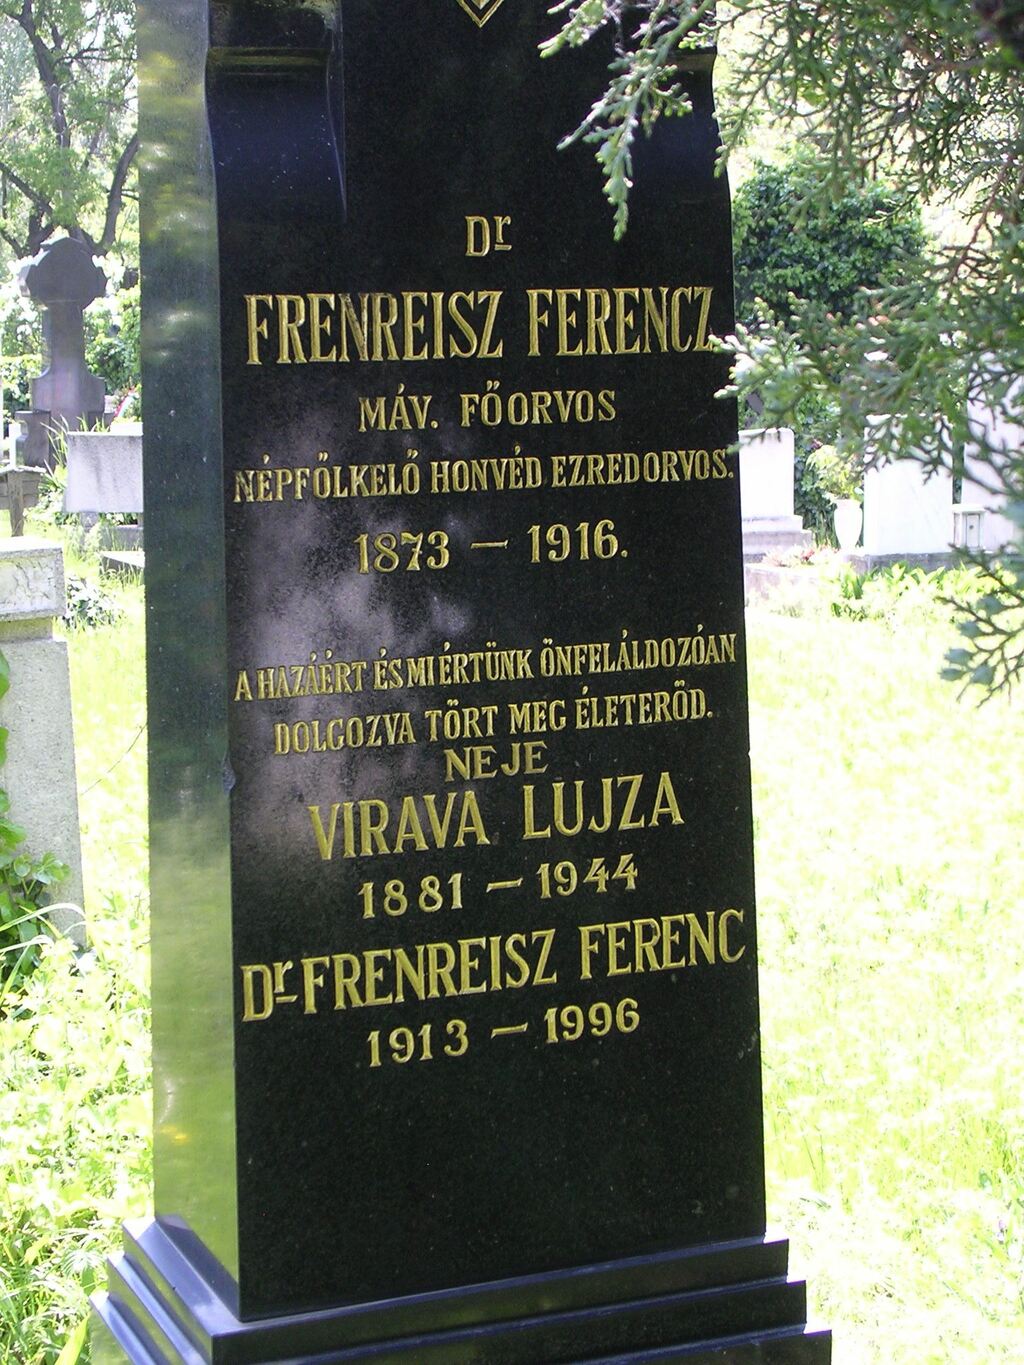 Dr
FRENREISZ FERENCZ
MÁV. FŐORVOS
NÉPFÖLKELŐ HONVÉD EZREDORVOS.
1873 – 1916.
A HAZÁÉRT ÉS MIÉRTÜNK ÖNFELÁLDOZÓAN
DOLGOZVA TÖRT MEG ÉLETERŐD.
NEJE
VIRAVA LUJZA
1881 – 1944
Dr FRENREISZ FERENC
1913 – 1996